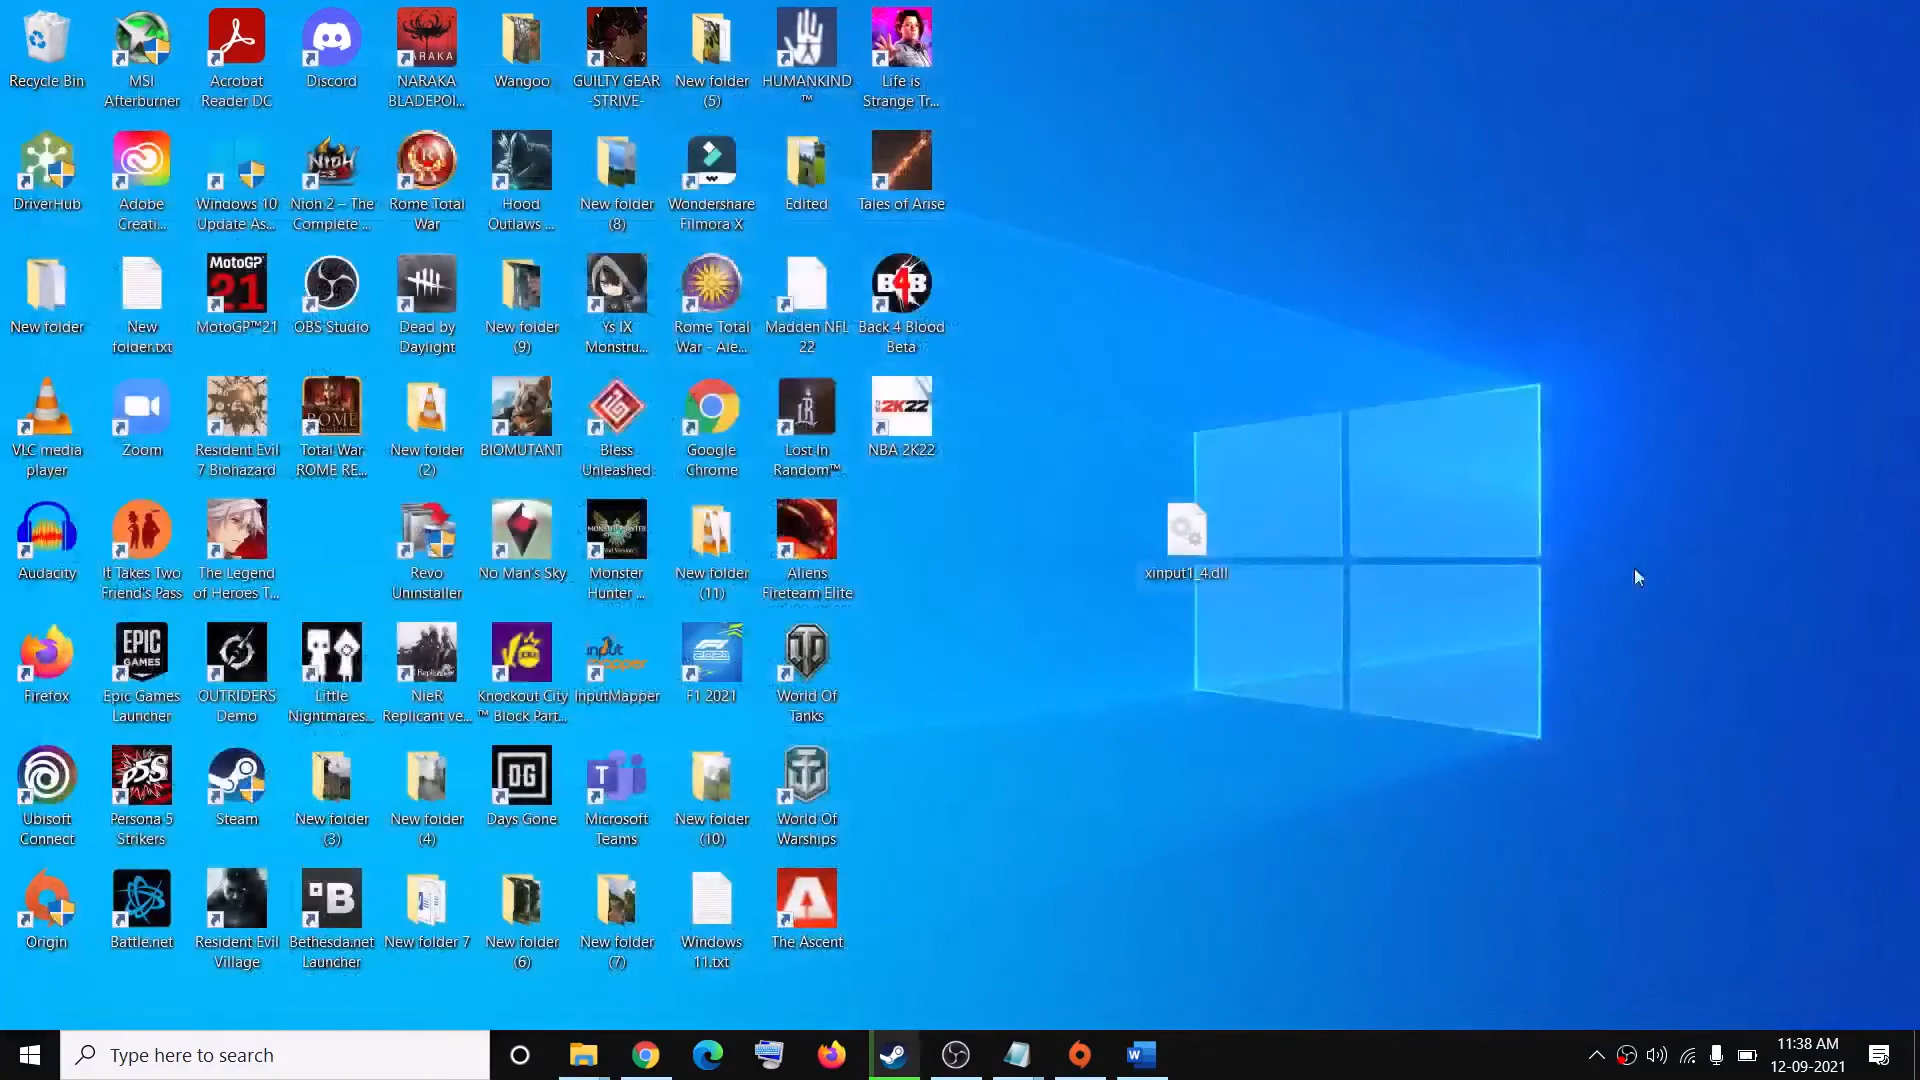 Recycle Bin
MSI
Afterburner
Acrobat
Reader DC
Discord
NARAKA
BLADEPOI...
Wangoo
GUILTY GEAR
-STRIVE-
New folder
(5)
HUMANKIND
™
Life is
Strange Tr...
DriverHub
Adobe
Creati...
Windows 10
Update As...
Nioh 2 – The
Complete ...
Rome Total
War
Hood
Outlaws ...
New folder
(8)
Wondershare
Filmora X
Edited
Tales of Arise
New folder
New
folder.txt
MotoGP™21
OBS Studio
Dead by
Daylight
New folder
(9)
Ys IX
Monstru...
Rome Total
War - Ale...
Madden NFL
22
Back 4 Blood
Beta
VLC media
player
Zoom
Resident Evil
7 Biohazard
Total War
ROME RE...
New folder
(2)
BIOMUTANT
Bless
Unleashed
Google
Chrome
Lost In
Random™
NBA 2K22
Audacity
It Takes Two
Friend's Pass
The Legend
of Heroes T...
Revo
Uninstaller
No Man's Sky
Monster
Hunter ...
New folder
(11)
Aliens
Fireteam Elite
xinput1_4.dll
Firefox
Epic Games
Launcher
OUTRIDERS
Demo
Little
Nightmares...
NieR
Replicant ve...
Knockout City
™ Block Part...
InputMapper
F1 2021
World Of
Tanks
Ubisoft
Connect
Persona 5
Strikers
Steam
New folder
(3)
New folder
(4)
Days Gone
Microsoft
Teams
New folder
(10)
World Of
Warships
Origin
Battle.net
Resident Evil
Village
Bethesda.net
Launcher
New folder 7
New folder
(6)
New folder
(7)
Windows
11.txt
The Ascent
Type here to search
11:38 AM
12-09-2021